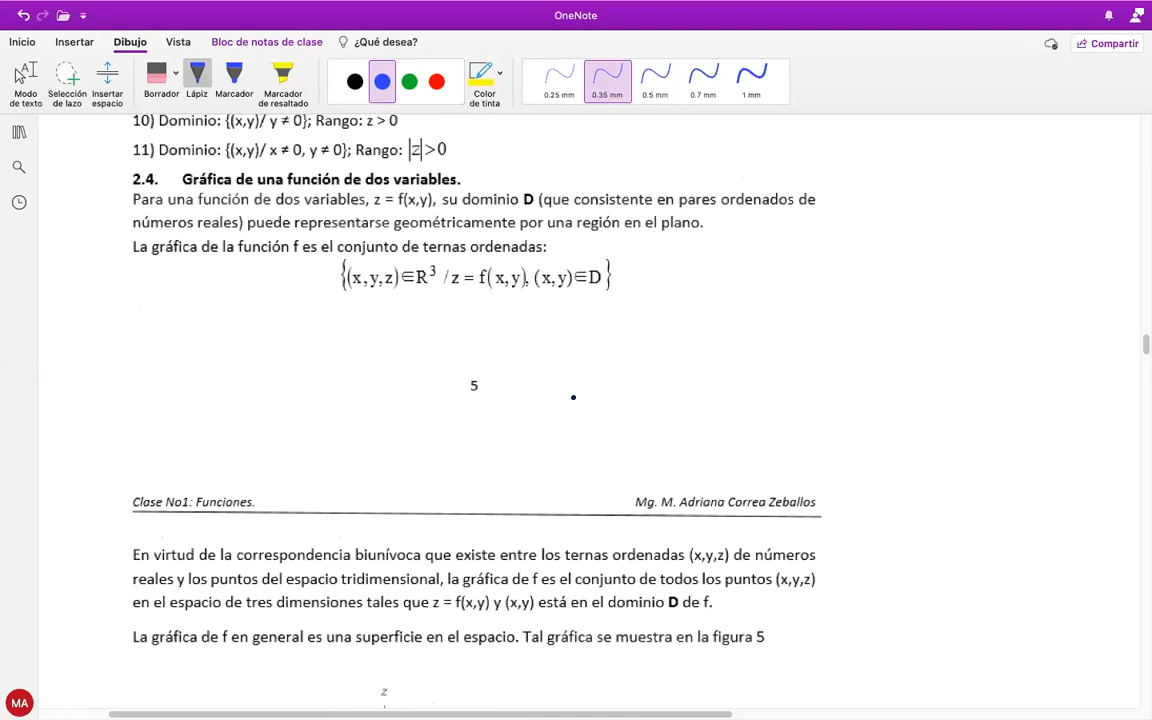 OneNote
Inicio Insertar Dibujo Vista Bloc de notas de clase ¿Qué desea? Compartir
Modo de texto Selección de lazo Insertar espacio Borrador Lápiz Marcador Marcador de resaltado Color de tinta 0.25 mm 0.35 mm 0.5 mm 0.7 mm 1 mm
10) Dominio: {(x,y)/ y ≠ 0}; Rango: z > 0
11) Dominio: {(x,y)/ x ≠ 0, y ≠ 0}; Rango: |z| >0
2.4. Gráfica de una función de dos variables.
Para una función de dos variables, z = f(x,y), su dominio D (que consistente en pares ordenados de
números reales) puede representarse geométricamente por una región en el plano.
La gráfica de la función f es el conjunto de ternas ordenadas:
{(x,y,z)∈R³ / z = f(x,y), (x,y)∈D}
5
Clase No1: Funciones. Mg. M. Adriana Correa Zeballos
En virtud de la correspondencia biunívoca que existe entre los ternas ordenadas (x,y,z) de números
reales y los puntos del espacio tridimensional, la gráfica de f es el conjunto de todos los puntos (x,y,z)
en el espacio de tres dimensiones tales que z = f(x,y) y (x,y) está en el dominio D de f.
La gráfica de f en general es una superficie en el espacio. Tal gráfica se muestra en la figura 5
z
MA